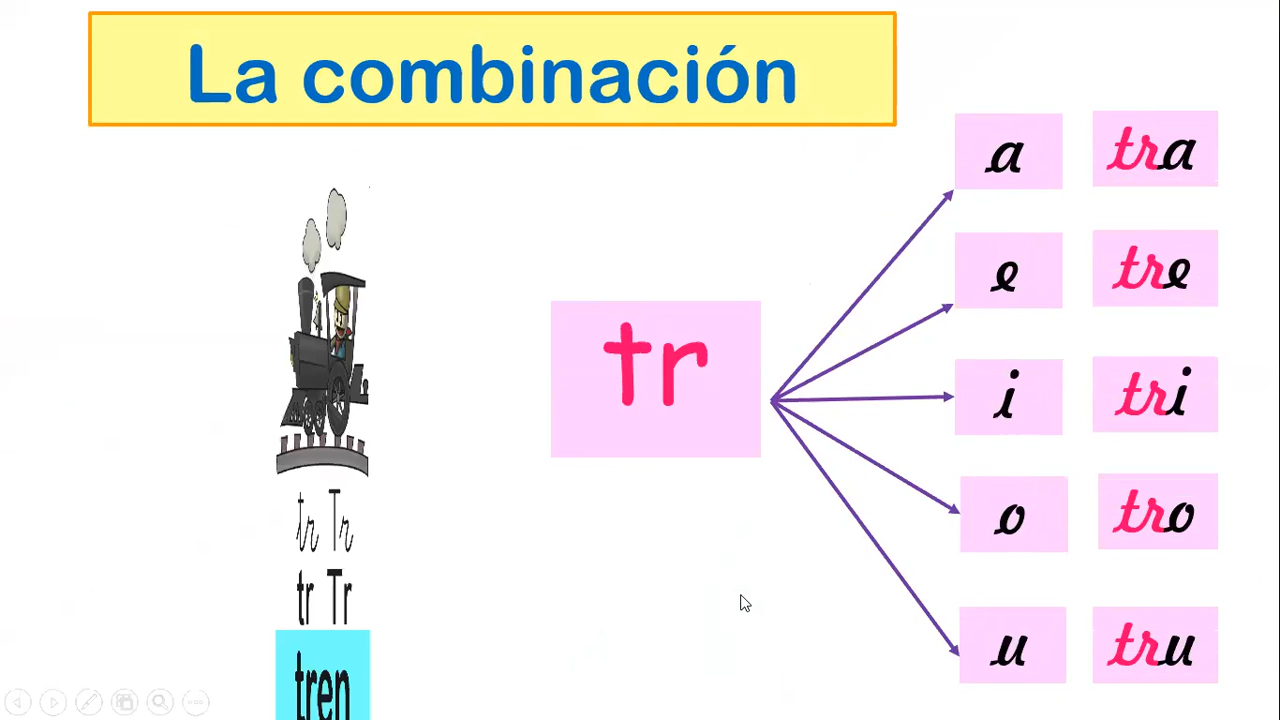 La combinación
tr Tr
tr Tr
tren
tr
a tra
e tre
i tri
o tro
u tru